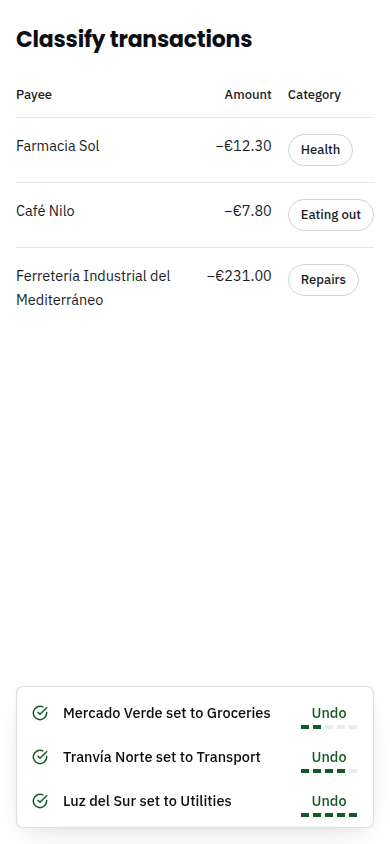 Classify transactions
Payee Amount Category
Farmacia Sol −€12.30 Health
Café Nilo −€7.80 Eating out
Ferretería Industrial del −€231.00 Repairs
Mediterráneo
Mercado Verde set to Groceries Undo
Tranvía Norte set to Transport Undo
Luz del Sur set to Utilities Undo